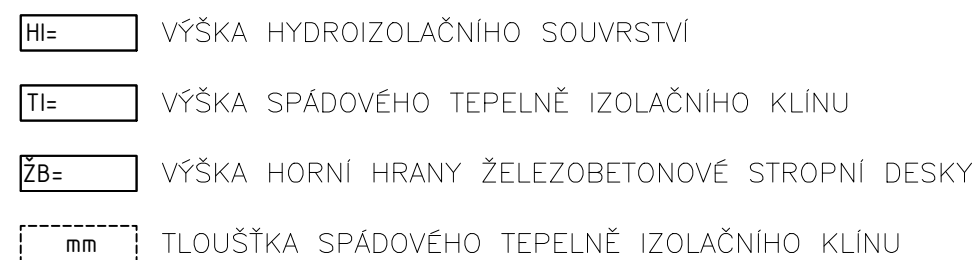 HI= VÝŠKA HYDROIZOLAČNÍHO SOUVRSTVÍ
TI= VÝŠKA SPÁDOVÉHO TEPELNĚ IZOLAČNÍHO KLÍNU
ŽB= VÝŠKA HORNÍ HRANY ŽELEZOBETONOVÉ STROPNÍ DESKY
mm TLOUŠŤKA SPÁDOVÉHO TEPELNĚ IZOLAČNÍHO KLÍNU